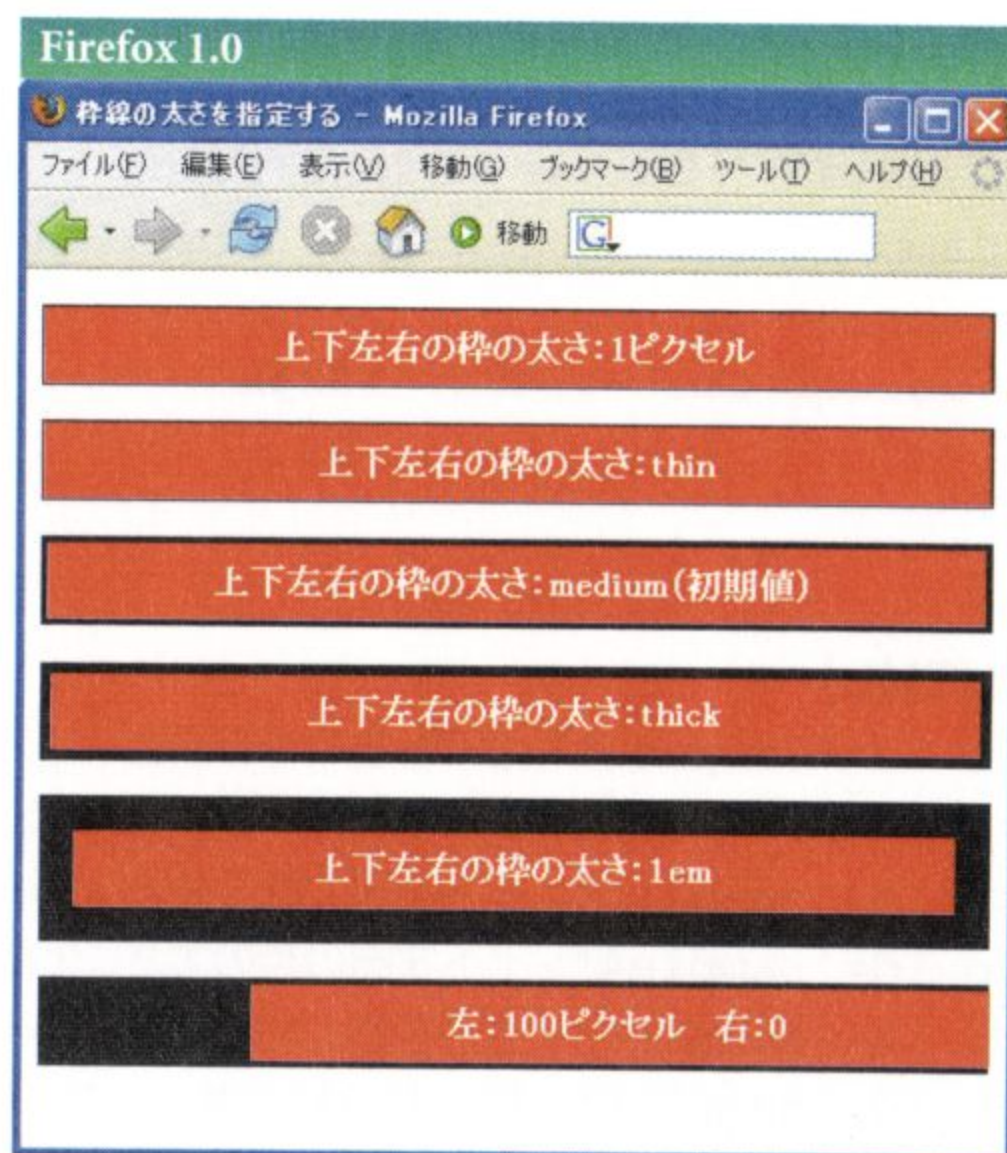 Firefox 1.0
枠線の太さを指定する - Mozilla Firefox
ファイル(F) 編集(E) 表示(V) 移動(G) ブックマーク(B) ツール(T) ヘルプ(H)
移動 G
上下左右の枠の太さ:1ピクセル
上下左右の枠の太さ:thin
上下左右の枠の太さ:medium(初期値)
上下左右の枠の太さ:thick
上下左右の枠の太さ:1em
左:100ピクセル 右:0